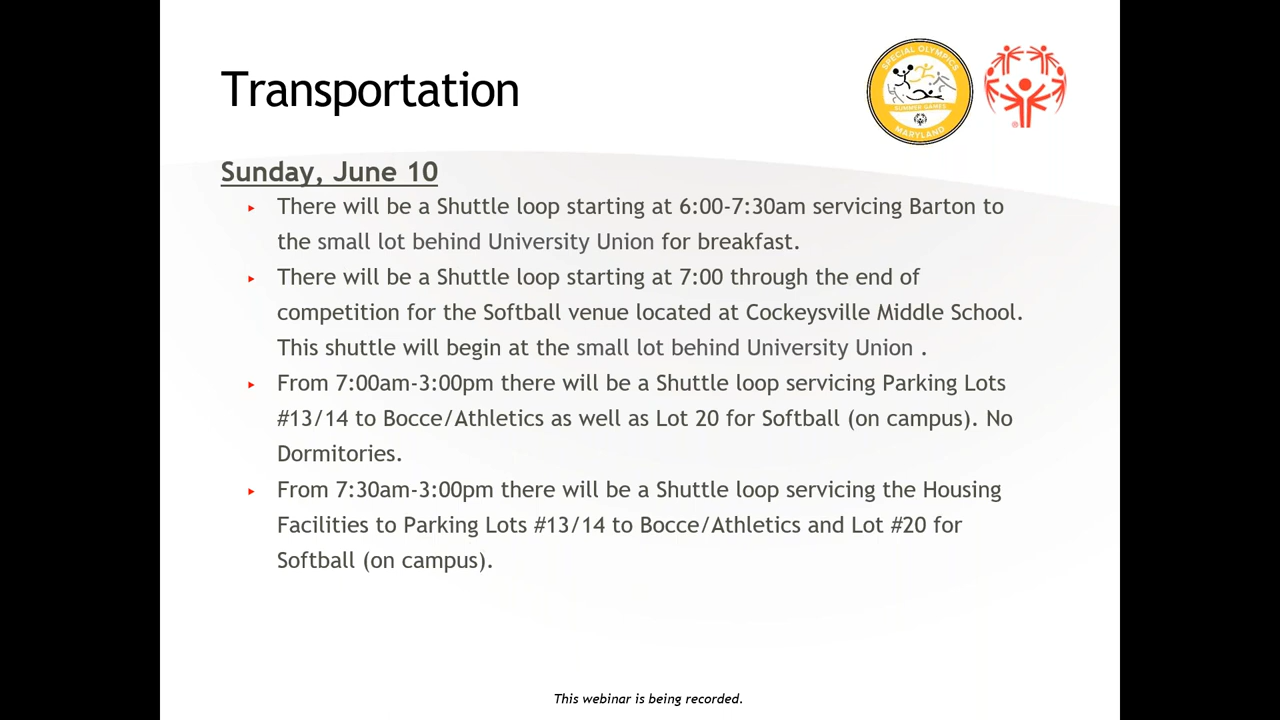 Transportation
SPECIAL OLYMPICS
SUMMER GAMES
MARYLAND
®
Sunday, June 10
There will be a Shuttle loop starting at 6:00-7:30am servicing Barton to
the small lot behind University Union for breakfast.
There will be a Shuttle loop starting at 7:00 through the end of
competition for the Softball venue located at Cockeysville Middle School.
This shuttle will begin at the small lot behind University Union .
From 7:00am-3:00pm there will be a Shuttle loop servicing Parking Lots
#13/14 to Bocce/Athletics as well as Lot 20 for Softball (on campus). No
Dormitories.
From 7:30am-3:00pm there will be a Shuttle loop servicing the Housing
Facilities to Parking Lots #13/14 to Bocce/Athletics and Lot #20 for
Softball (on campus).
This webinar is being recorded.